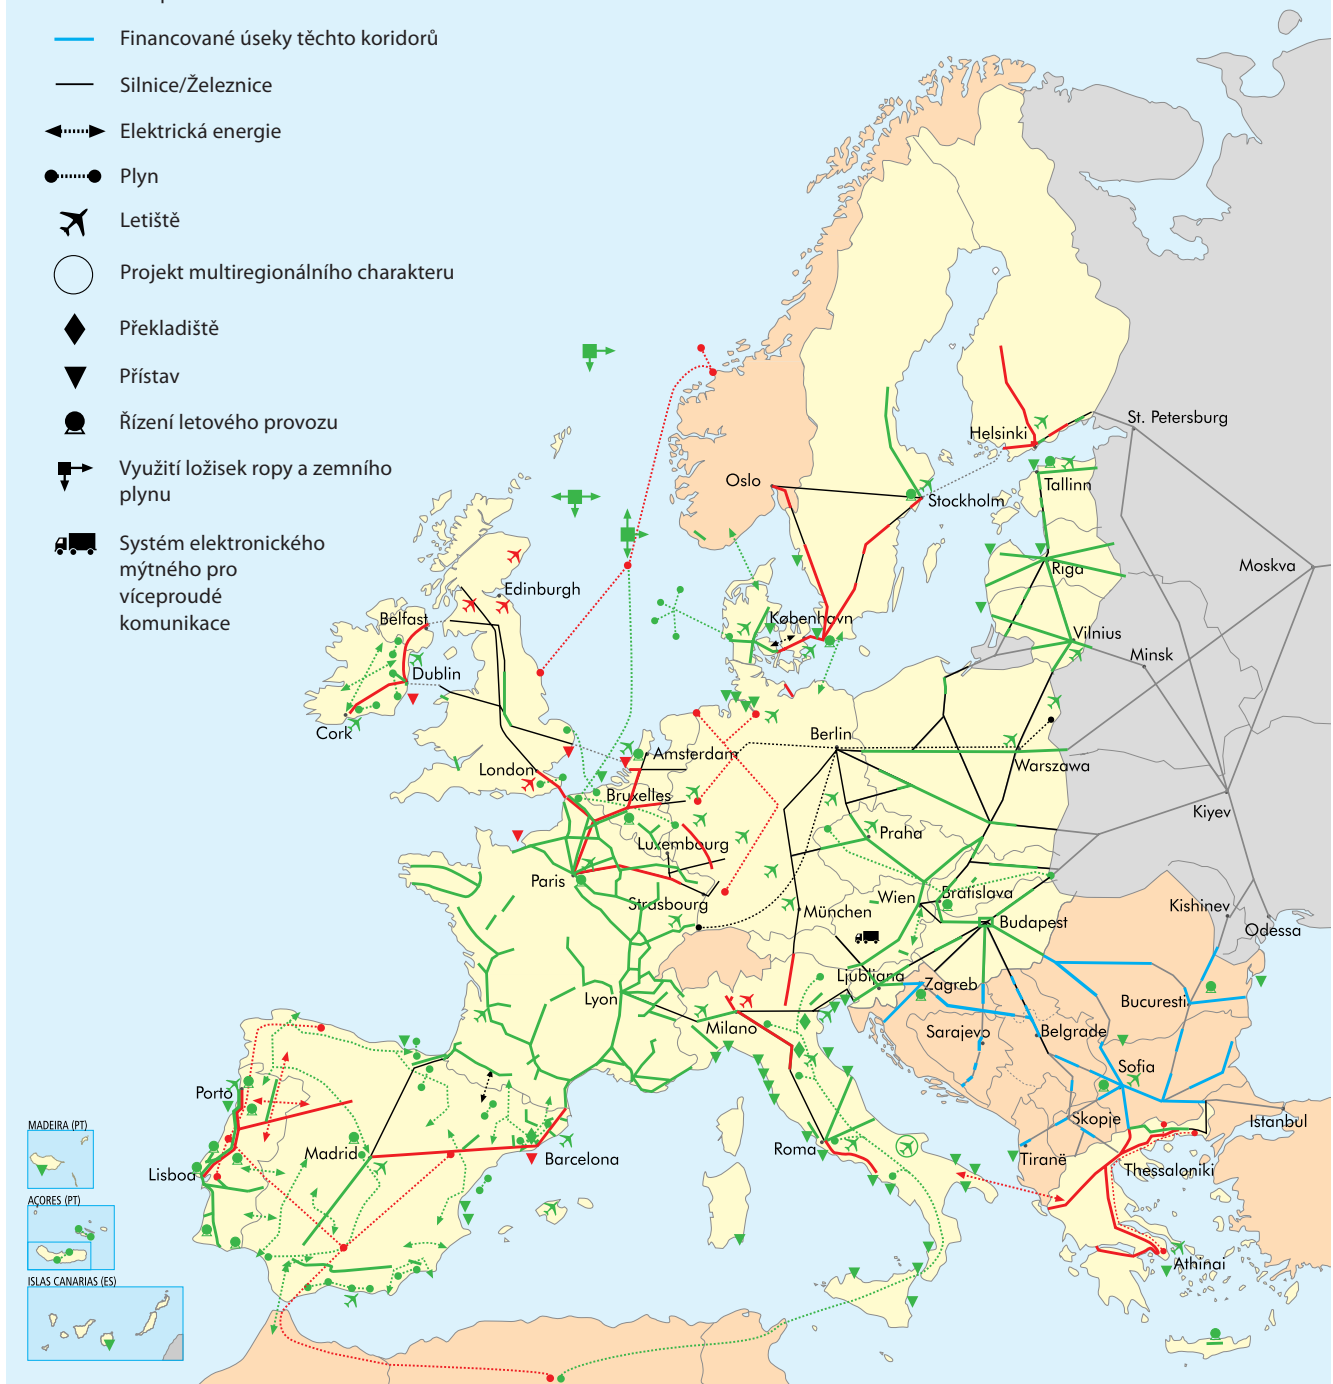 Financované úseky těchto koridorů
Silnice/Železnice
Elektrická energie
Plyn
Letiště
Projekt multiregionálního charakteru
Překladiště
Přístav
Řízení letového provozu
Využití ložisek ropy a zemního
plynu
Systém elektronického
mýtného pro
víceproudé
komunikace
Helsinki
St. Petersburg
Oslo
Tallinn
Stockholm
Moskva
Riga
Edinburgh
Belfast
København
Vilnius
Minsk
Dublin
Cork
Berlin
Amsterdam
Warszawa
London
Bruxelles
Kiyev
Praha
Luxembourg
Paris
Strasbourg
Wien
Bratislava
München
Budapest
Kishinev
Odessa
Ljubljana
Zagreb
Lyon
Bucuresti
Milano
Sarajevo
Belgrade
Sofia
Porto
Skopje
Istanbul
MADEIRA (PT)
Madrid
Barcelona
Roma
Tiranë
Thessaloniki
Lisboa
AÇORES (PT)
Athinai
ISLAS CANARIAS (ES)